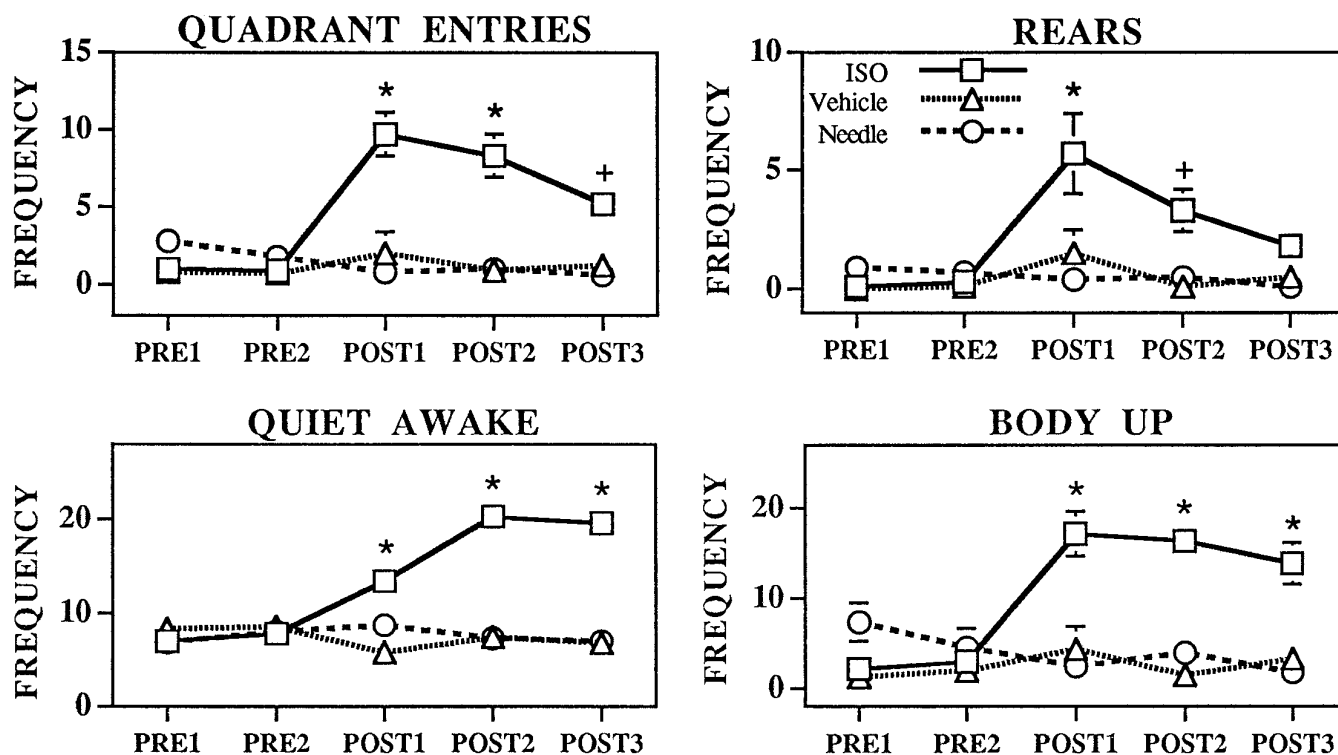 QUADRANT ENTRIES
15
10
5
0
FREQUENCY
*
*
+
PRE1 PRE2 POST1 POST2 POST3
REARS
10
5
0
FREQUENCY
ISO
Vehicle
Needle
*
+
PRE1 PRE2 POST1 POST2 POST3
QUIET AWAKE
20
10
0
FREQUENCY
*
*
*
PRE1 PRE2 POST1 POST2 POST3
BODY UP
20
10
0
FREQUENCY
*
*
*
PRE1 PRE2 POST1 POST2 POST3